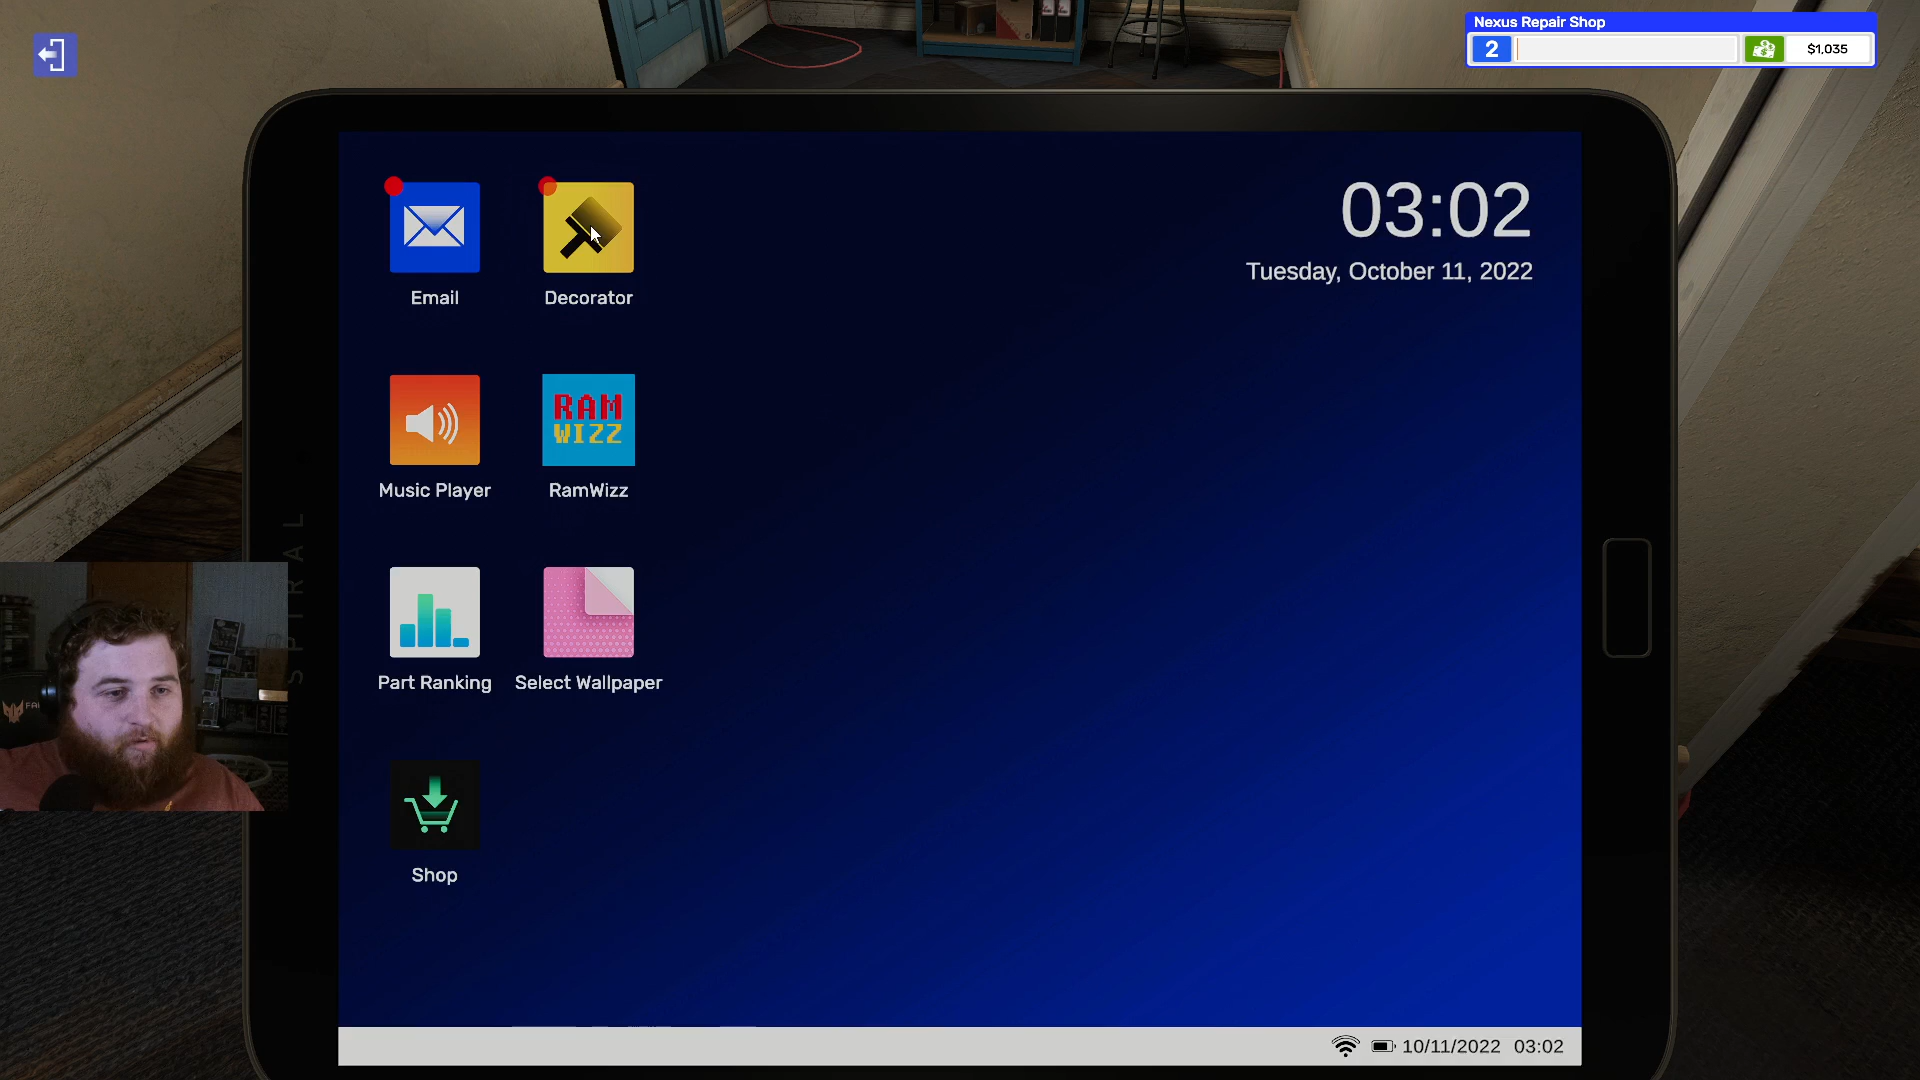 Nexus Repair Shop
2
$1,035
03:02
Tuesday, October 11, 2022
Email
Decorator
RAM
WIZZ
Music Player
RamWizz
SPIRAL
Part Ranking
Select Wallpaper
Shop
10/11/2022 03:02